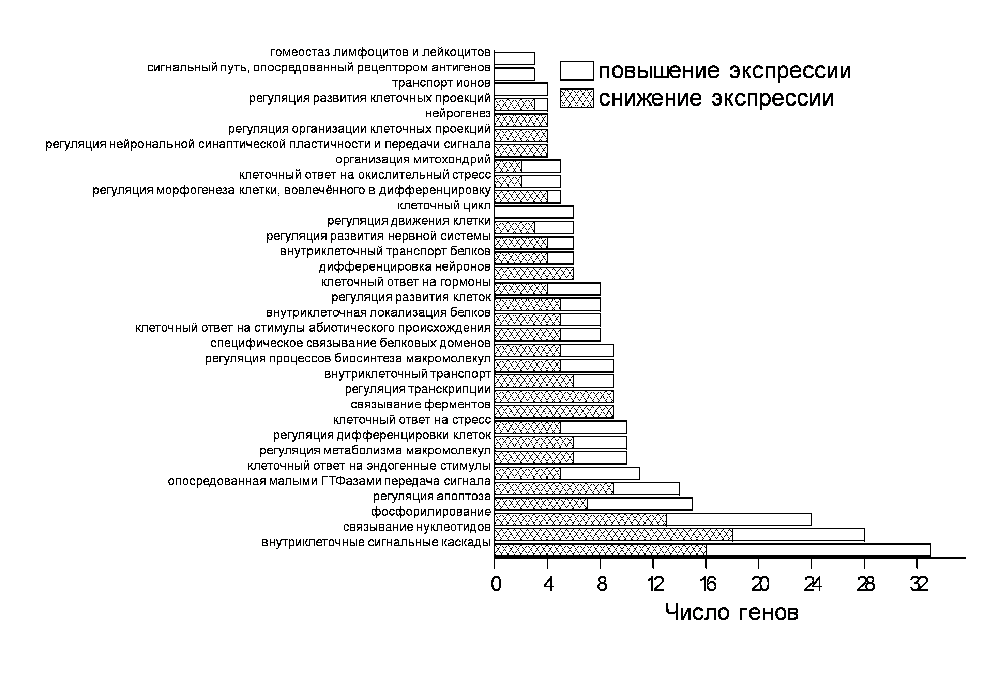 гомеостаз лимфоцитов и лейкоцитов
сигнальный путь, опосредованный рецептором антигенов
транспорт ионов
регуляция развития клеточных проекций
нейрогенез
регуляция организации клеточных проекций
регуляция нейрональной синаптической пластичности и передачи сигнала
организация митохондрий
клеточный ответ на окислительный стресс
регуляция морфогенеза клетки, вовлечённого в дифференцировку
клеточный цикл
регуляция движения клетки
регуляция развития нервной системы
внутриклеточный транспорт белков
дифференцировка нейронов
клеточный ответ на гормоны
регуляция развития клеток
внутриклеточная локализация белков
клеточный ответ на стимулы абиотического происхождения
специфическое связывание белковых доменов
регуляция процессов биосинтеза макромолекул
внутриклеточный транспорт
регуляция транскрипции
связывание ферментов
клеточный ответ на стресс
регуляция дифференцировки клеток
регуляция метаболизма макромолекул
клеточный ответ на эндогенные стимулы
опосредованная малыми ГТФазами передача сигнала
регуляция апоптоза
фосфорилирование
связывание нуклеотидов
внутриклеточные сигнальные каскады
повышение экспрессии
снижение экспрессии
0 4 8 12 16 20 24 28 32
Число генов